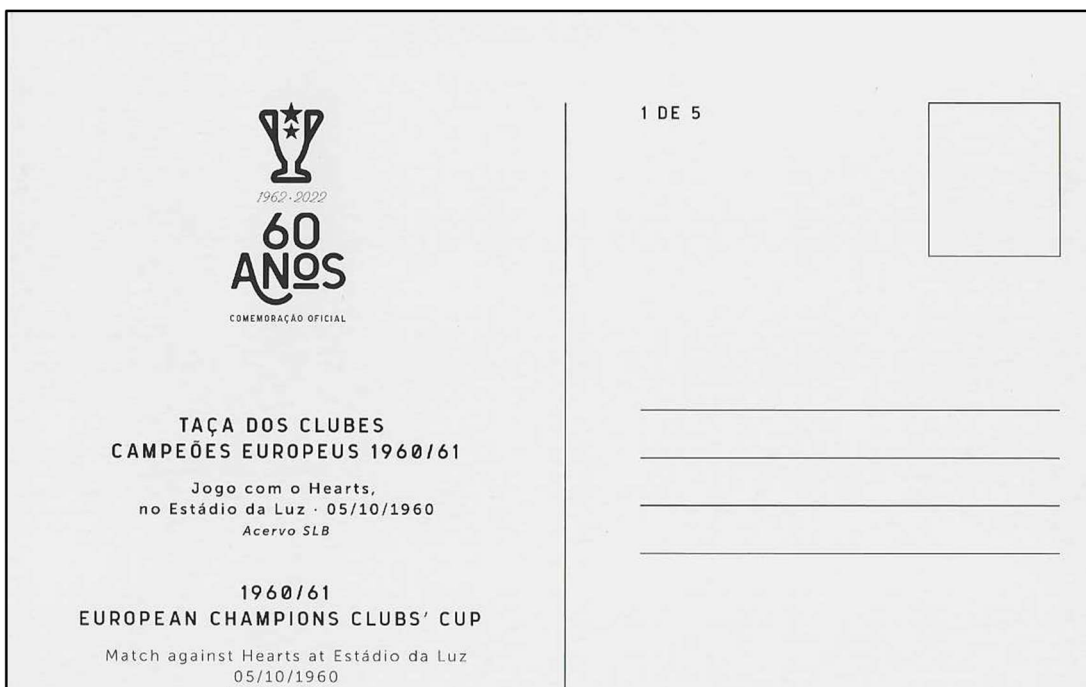 1962·2022
60
ANOS
COMEMORAÇÃO OFICIAL
TAÇA DOS CLUBES
CAMPEÕES EUROPEUS 1960/61
Jogo com o Hearts,
no Estádio da Luz · 05/10/1960
Acervo SLB
1960/61
EUROPEAN CHAMPIONS CLUBS' CUP
Match against Hearts at Estádio da Luz
05/10/1960
1 DE 5